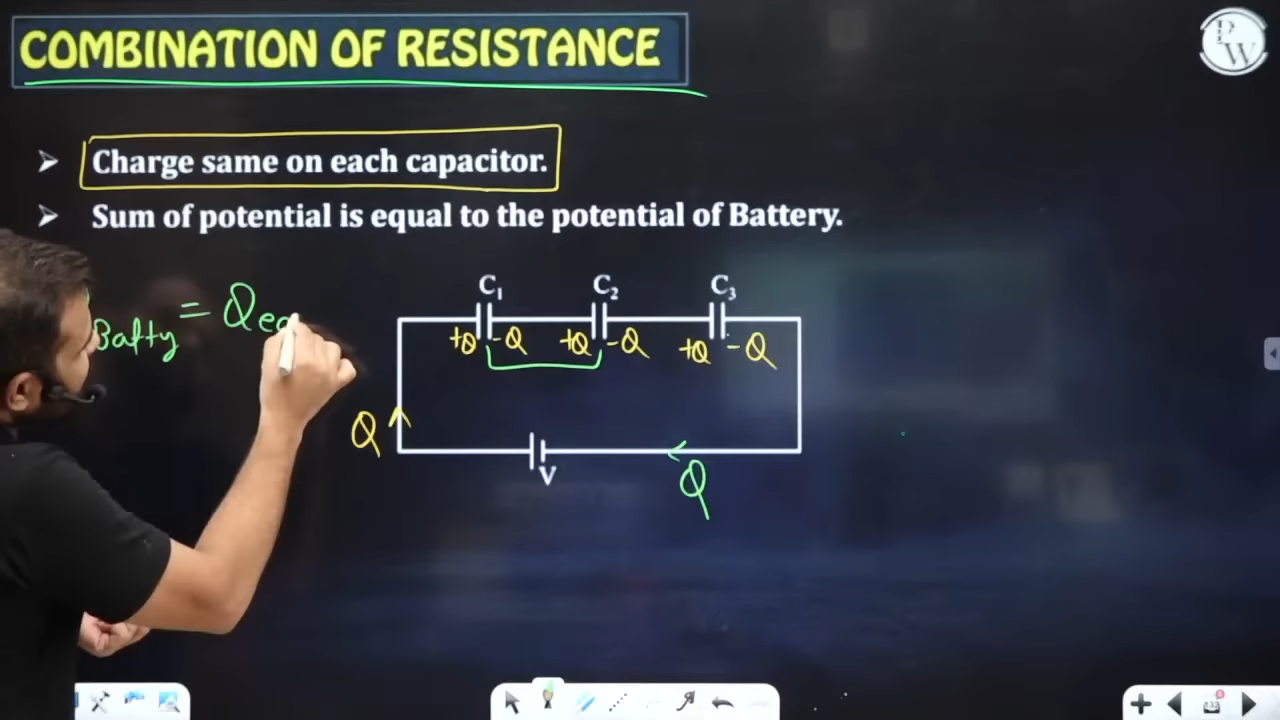 COMBINATION OF RESISTANCE
PW
Charge same on each capacitor.
Sum of potential is equal to the potential of Battery.
C₁ C₂ C₃
= Qeq
+Q -Q +Q -Q +Q -Q
Q
V
Q